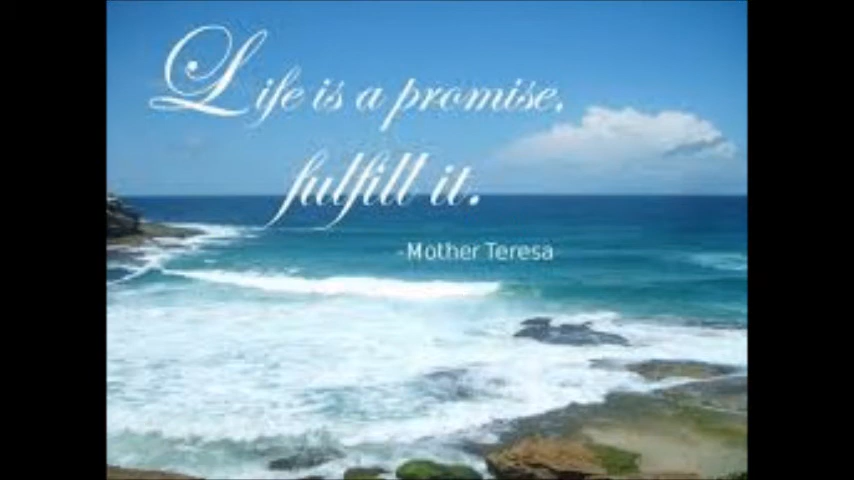 Life is a promise,
fulfill it.
-Mother Teresa